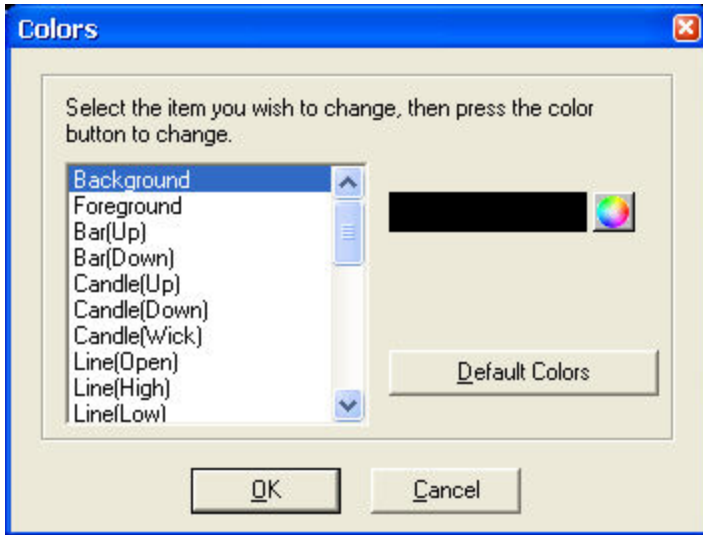 Colors
Select the item you wish to change, then press the color
button to change.
Background
Foreground
Bar(Up)
Bar(Down)
Candle(Up)
Candle(Down)
Candle(Wick)
Line(Open)
Line(High)
Line(Low)
Default Colors
OK
Cancel